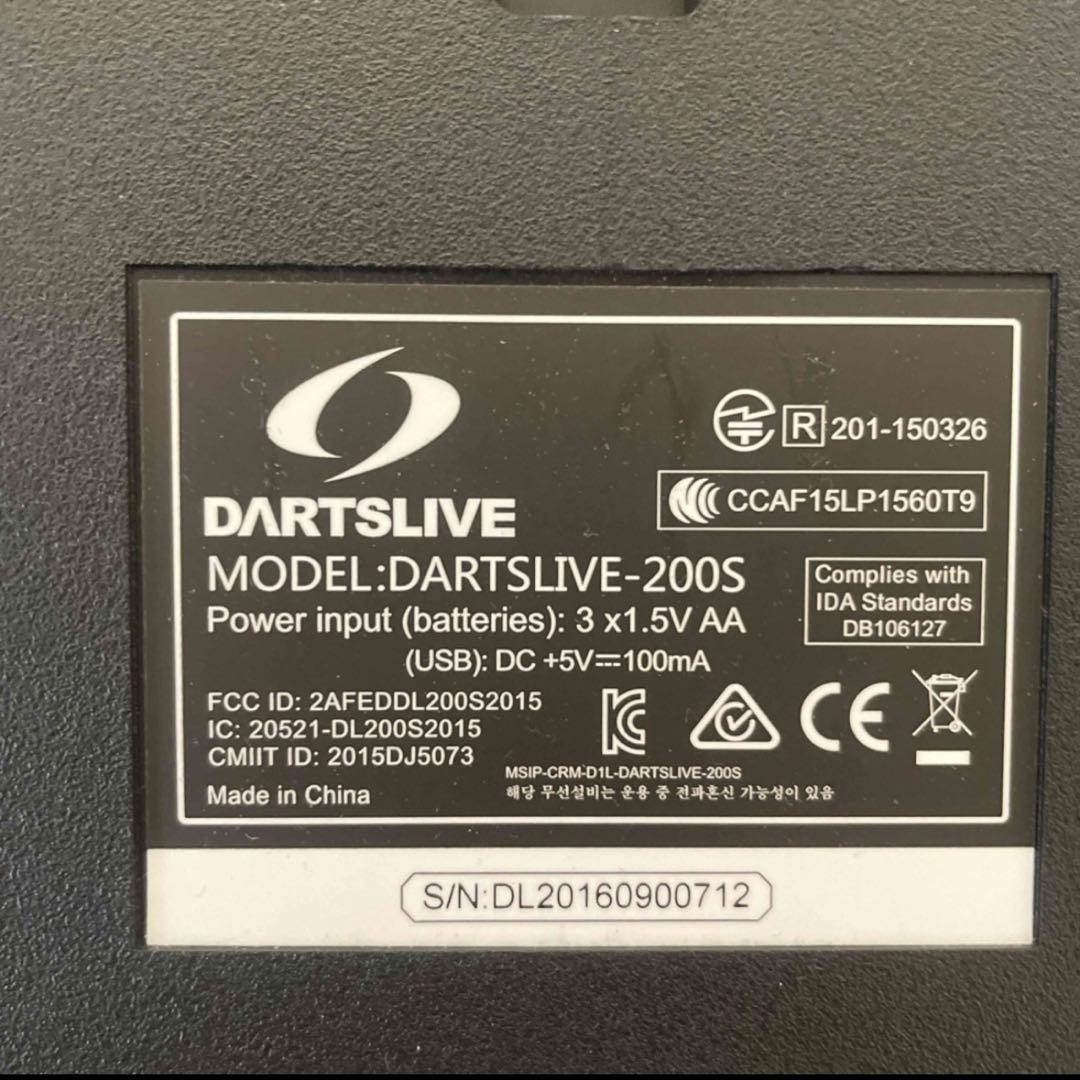 DARTSLIVE
MODEL:DARTSLIVE-200S
Power input (batteries): 3 x1.5V AA
(USB): DC +5V⎓100mA
FCC ID: 2AFEDDL200S2015
IC: 20521-DL200S2015
CMIIT ID: 2015DJ5073
Made in China
R 201-150326
CCAF15LP1560T9
Complies with
IDA Standards
DB106127
CE
MSIP-CRM-D1L-DARTSLIVE-200S
해당 무선설비는 운용 중 전파혼신 가능성이 있음
S/N:DL20160900712